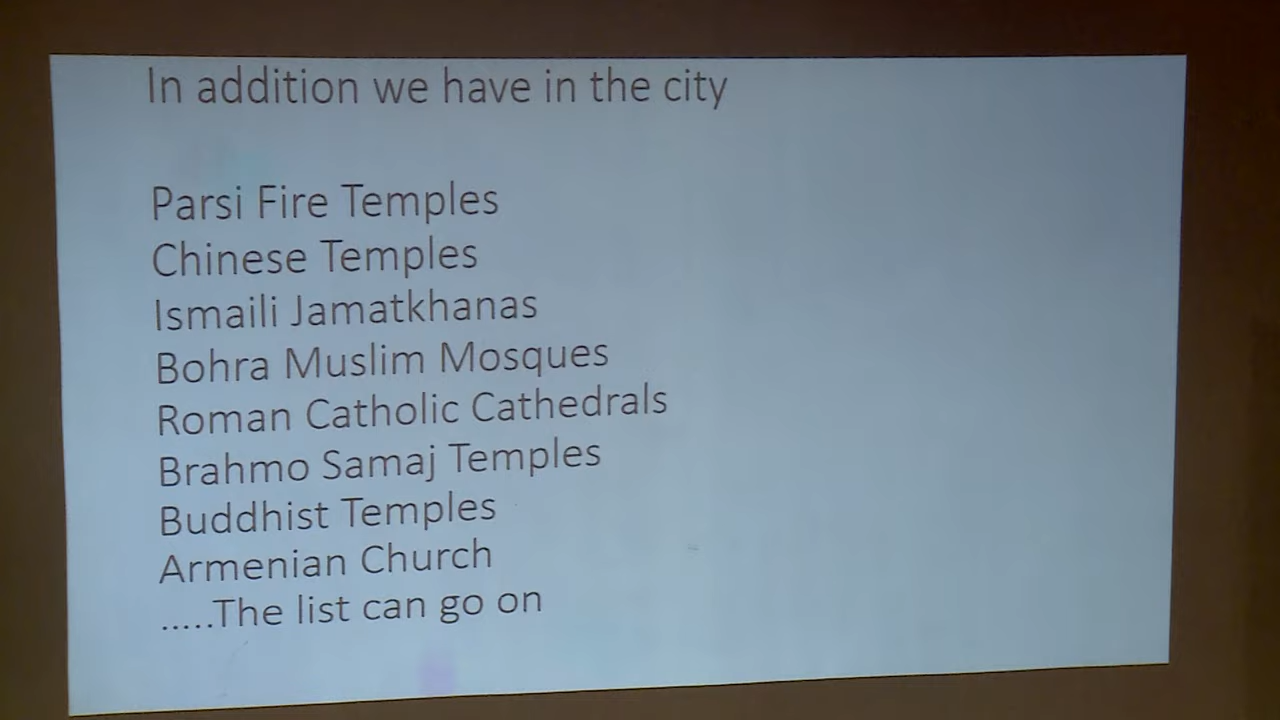 In addition we have in the city
Parsi Fire Temples
Chinese Temples
Ismaili Jamatkhanas
Bohra Muslim Mosques
Roman Catholic Cathedrals
Brahmo Samaj Temples
Buddhist Temples
Armenian Church
.....The list can go on